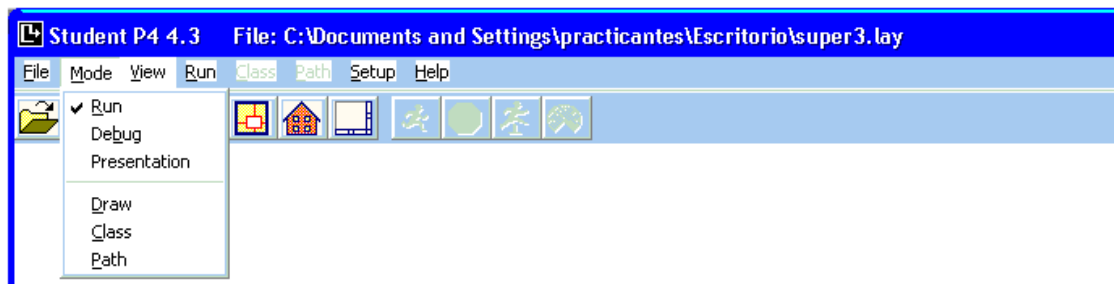 Student P4 4.3 File: C:\Documents and Settings\practicantes\Escritorio\super3.lay
File Mode View Run Class Path Setup Help
Run
Debug
Presentation
Draw
Class
Path